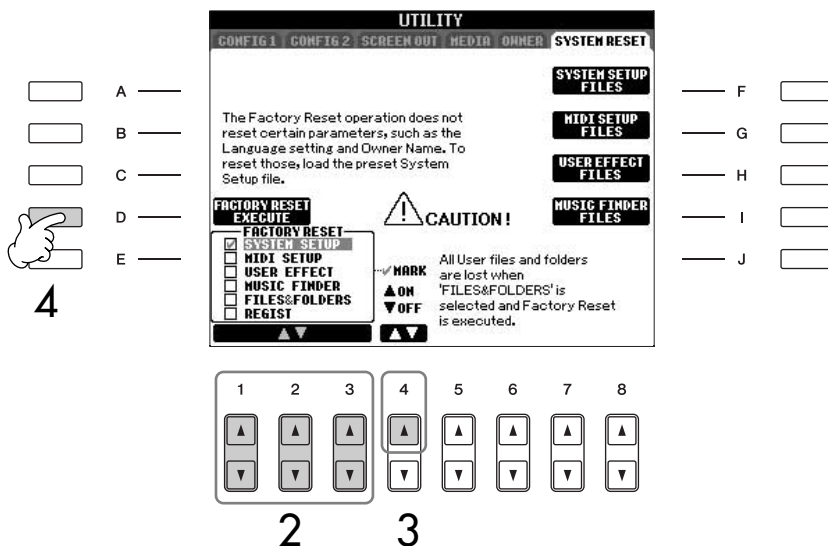 UTILITY
CONFIG 1 CONFIG 2 SCREEN OUT MEDIA OWNER SYSTEM RESET
SYSTEM SETUP
FILES
A
F
The Factory Reset operation does not
reset certain parameters, such as the
Language setting and Owner Name. To
reset those, load the preset System
Setup file.
MIDI SETUP
FILES
B
G
USER EFFECT
FILES
C
H
FACTORY RESET
EXECUTE
CAUTION!
MUSIC FINDER
FILES
D
I
FACTORY RESET
SYSTEM SETUP
MIDI SETUP
USER EFFECT
MUSIC FINDER
FILES&FOLDERS
REGIST
MARK
▲ON
▼OFF
All User files and folders
are lost when
'FILES&FOLDERS' is
selected and Factory Reset
is executed.
E
J
4
▲▼ ▲▼
1 2 3 4 5 6 7 8
2 3